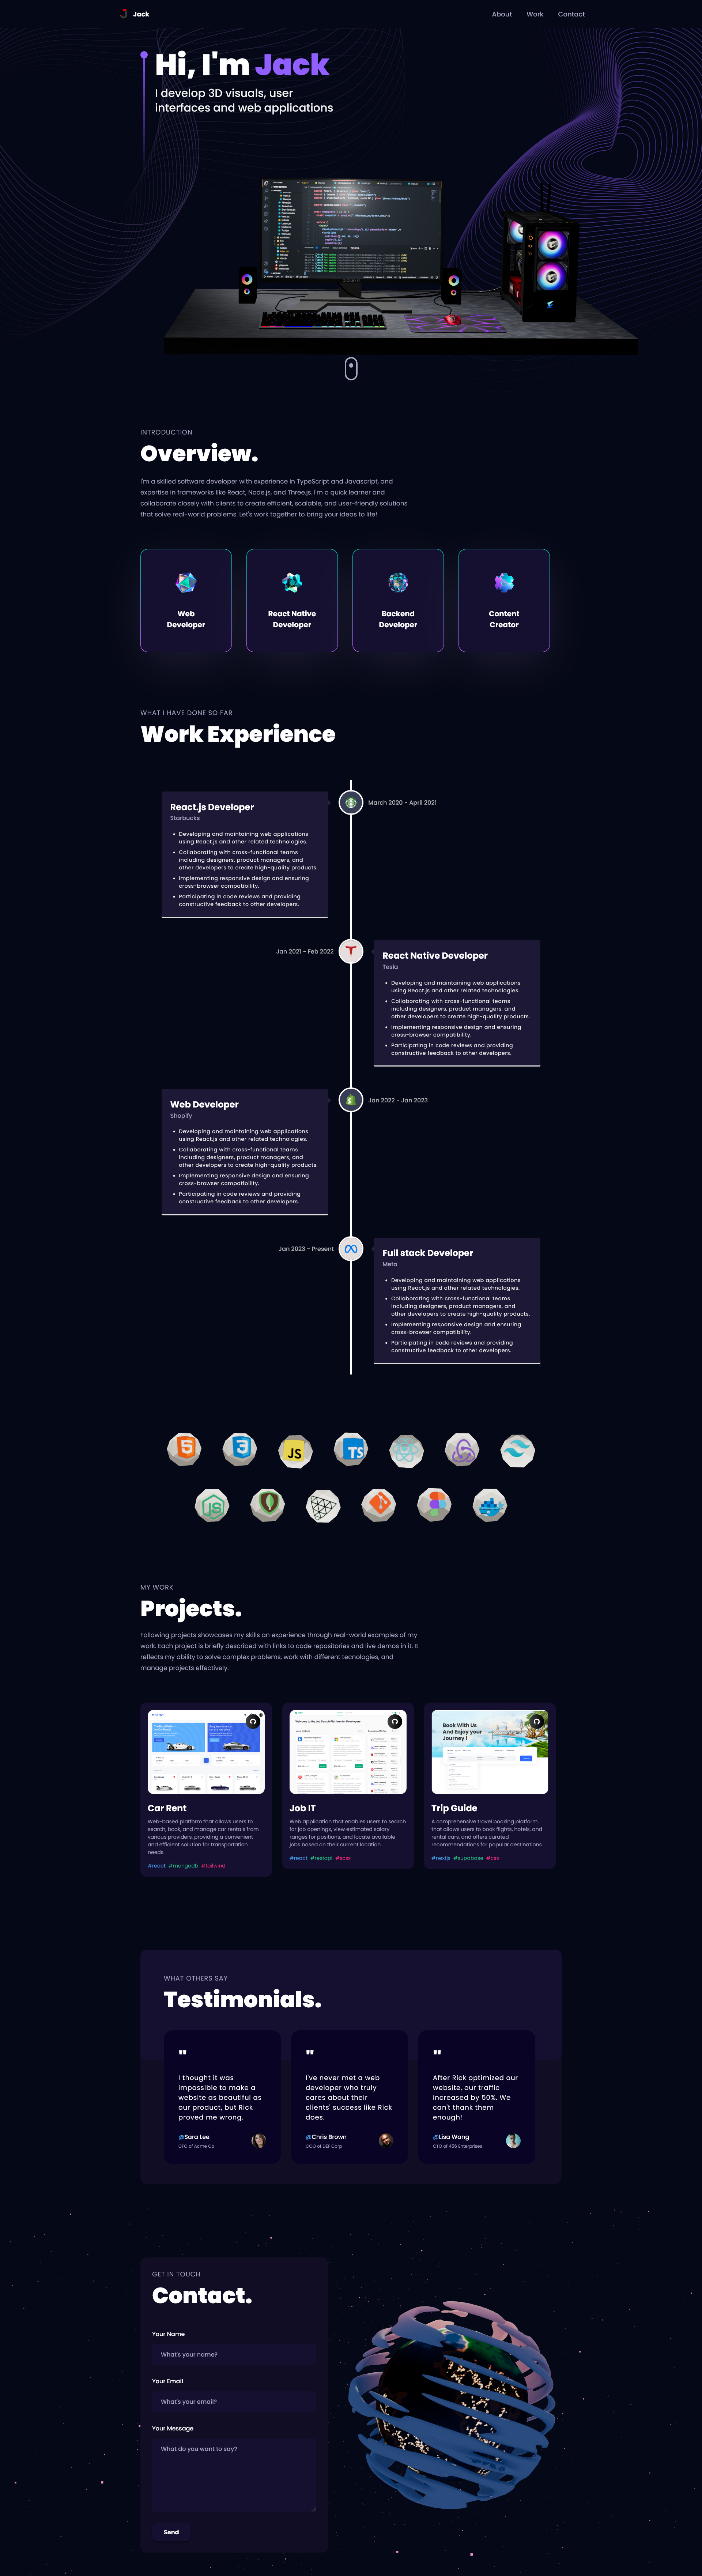 Jack
About Work Contact
Hi, I'm Jack
I develop 3D visuals, user
interfaces and web applications
INTRODUCTION
Overview.
I'm a skilled software developer with experience in TypeScript and Javascript, and
expertise in frameworks like React, Node.js, and Three.js. I'm a quick learner and
collaborate closely with clients to create efficient, scalable, and user-friendly solutions
that solve real-world problems. Let's work together to bring your ideas to life!
Web
Developer
React Native
Developer
Backend
Developer
Content
Creator
WHAT I HAVE DONE SO FAR
Work Experience
React.js Developer
Starbucks
March 2020 - April 2021
• Developing and maintaining web applications
using React.js and other related technologies.
• Collaborating with cross-functional teams
including designers, product managers, and
other developers to create high-quality products.
• Implementing responsive design and ensuring
cross-browser compatibility.
• Participating in code reviews and providing
constructive feedback to other developers.
Jan 2021 - Feb 2022
React Native Developer
Tesla
• Developing and maintaining web applications
using React.js and other related technologies.
• Collaborating with cross-functional teams
including designers, product managers, and
other developers to create high-quality products.
• Implementing responsive design and ensuring
cross-browser compatibility.
• Participating in code reviews and providing
constructive feedback to other developers.
Web Developer
Shopify
Jan 2022 - Jan 2023
• Developing and maintaining web applications
using React.js and other related technologies.
• Collaborating with cross-functional teams
including designers, product managers, and
other developers to create high-quality products.
• Implementing responsive design and ensuring
cross-browser compatibility.
• Participating in code reviews and providing
constructive feedback to other developers.
Jan 2023 - Present
Full stack Developer
Meta
• Developing and maintaining web applications
using React.js and other related technologies.
• Collaborating with cross-functional teams
including designers, product managers, and
other developers to create high-quality products.
• Implementing responsive design and ensuring
cross-browser compatibility.
• Participating in code reviews and providing
constructive feedback to other developers.
JS
TS
JS
MY WORK
Projects.
Following projects showcases my skills an experience through real-world examples of my
work. Each project is briefly described with links to code repositories and live demos in it. It
reflects my ability to solve complex problems, work with different tecnologies, and
manage projects effectively.
Car Rent
Web-based platform that allows users to
search, book, and manage car rentals from
various providers, providing a convenient
and efficient solution for transportation
needs.
#react #mongodb #tailwind
Welcome to the Job Search Platform for Developers
Job IT
Web application that enables users to search
for job openings, view estimated salary
ranges for positions, and locate available
jobs based on their current location.
#react #restapi #scss
Book With Us
And Enjoy your
Journey !
Trip Guide
A comprehensive travel booking platform
that allows users to book flights, hotels, and
rental cars, and offers curated
recommendations for popular destinations.
#nextjs #supabase #css
WHAT OTHERS SAY
Testimonials.
"
I thought it was
impossible to make a
website as beautiful as
our product, but Rick
proved me wrong.
@Sara Lee
CFO of Acme Co
"
I've never met a web
developer who truly
cares about their
clients' success like Rick
does.
@Chris Brown
COO of DEF Corp
"
After Rick optimized our
website, our traffic
increased by 50%. We
can't thank them
enough!
@Lisa Wang
CTO of 456 Enterprises
GET IN TOUCH
Contact.
Your Name
What's your name?
Your Email
What's your email?
Your Message
What do you want to say?
Send